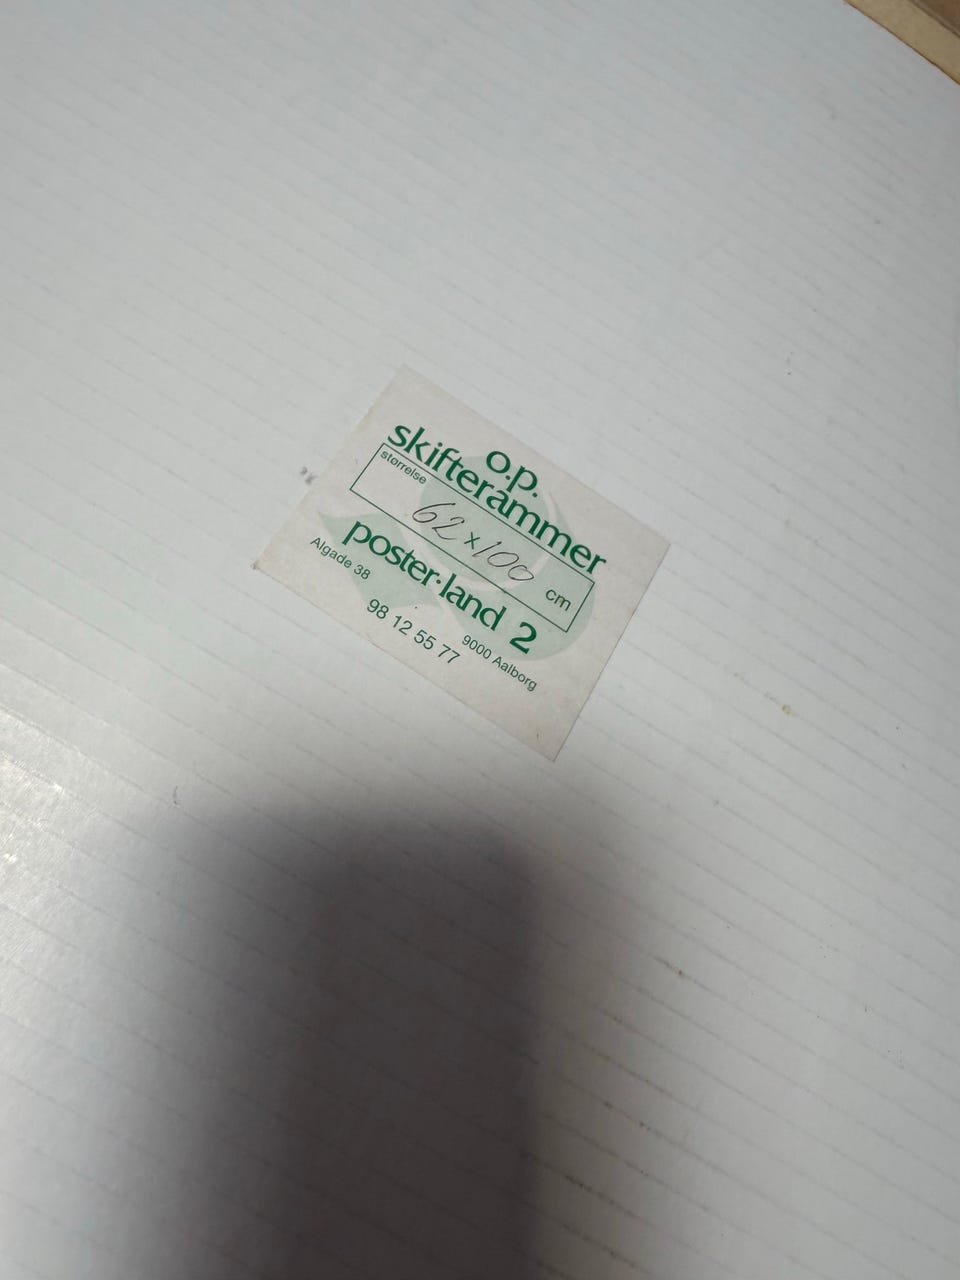 o.p.
skifterammer
størrelse
62 x 100 cm
poster·land 2
Algade 38
9000 Aalborg
98 12 55 77